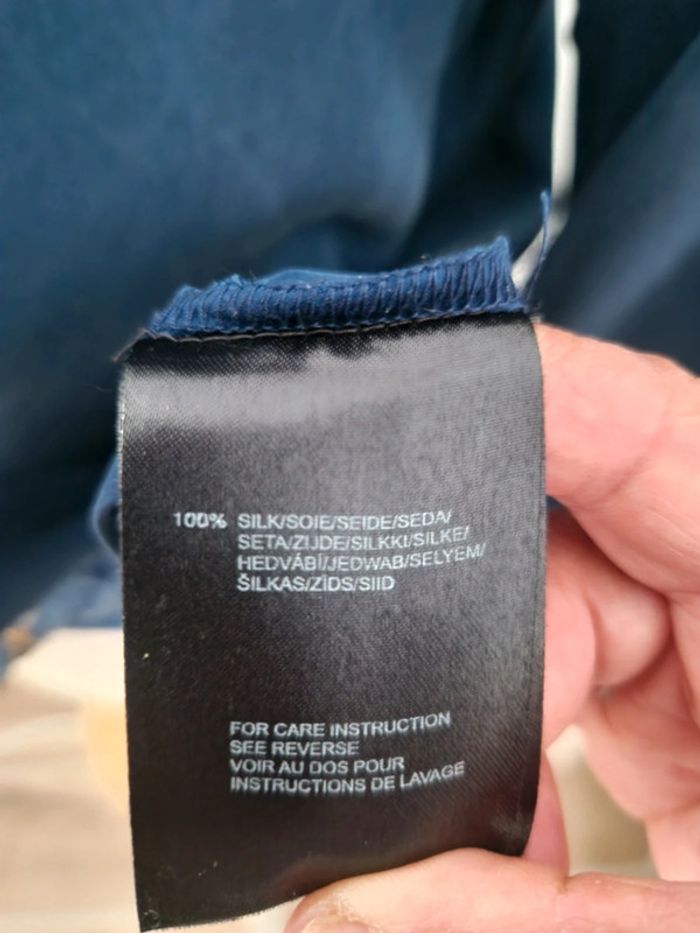 100% SILK/SOIE/SEIDE/SEDA/
SETA/ZIJDE/SILKKI/SILKE/
HEDVÁBÍ/JEDWAB/SELYEM/
ŠILKAS/ZĪDS/SIID
FOR CARE INSTRUCTION
SEE REVERSE
VOIR AU DOS POUR
INSTRUCTIONS DE LAVAGE